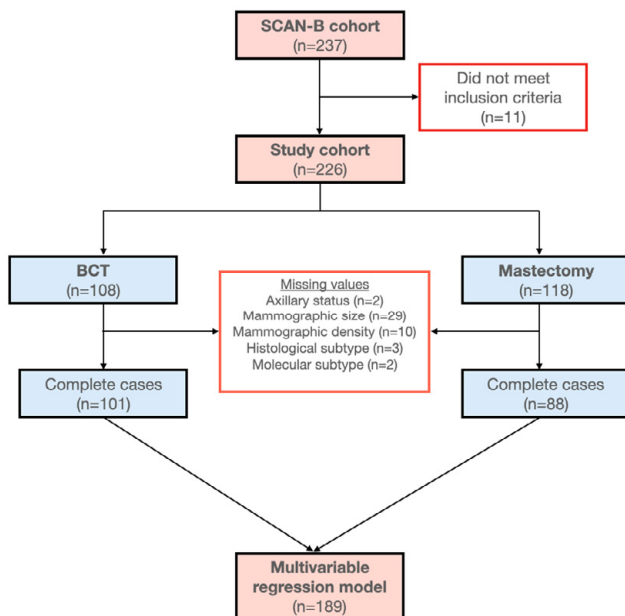 SCAN-B cohort
(n=237)
Did not meet
inclusion criteria
(n=11)
Study cohort
(n=226)
BCT
(n=108)
Missing values
Axillary status (n=2)
Mammographic size (n=29)
Mammographic density (n=10)
Histological subtype (n=3)
Molecular subtype (n=2)
Mastectomy
(n=118)
Complete cases
(n=101)
Complete cases
(n=88)
Multivariable
regression model
(n=189)